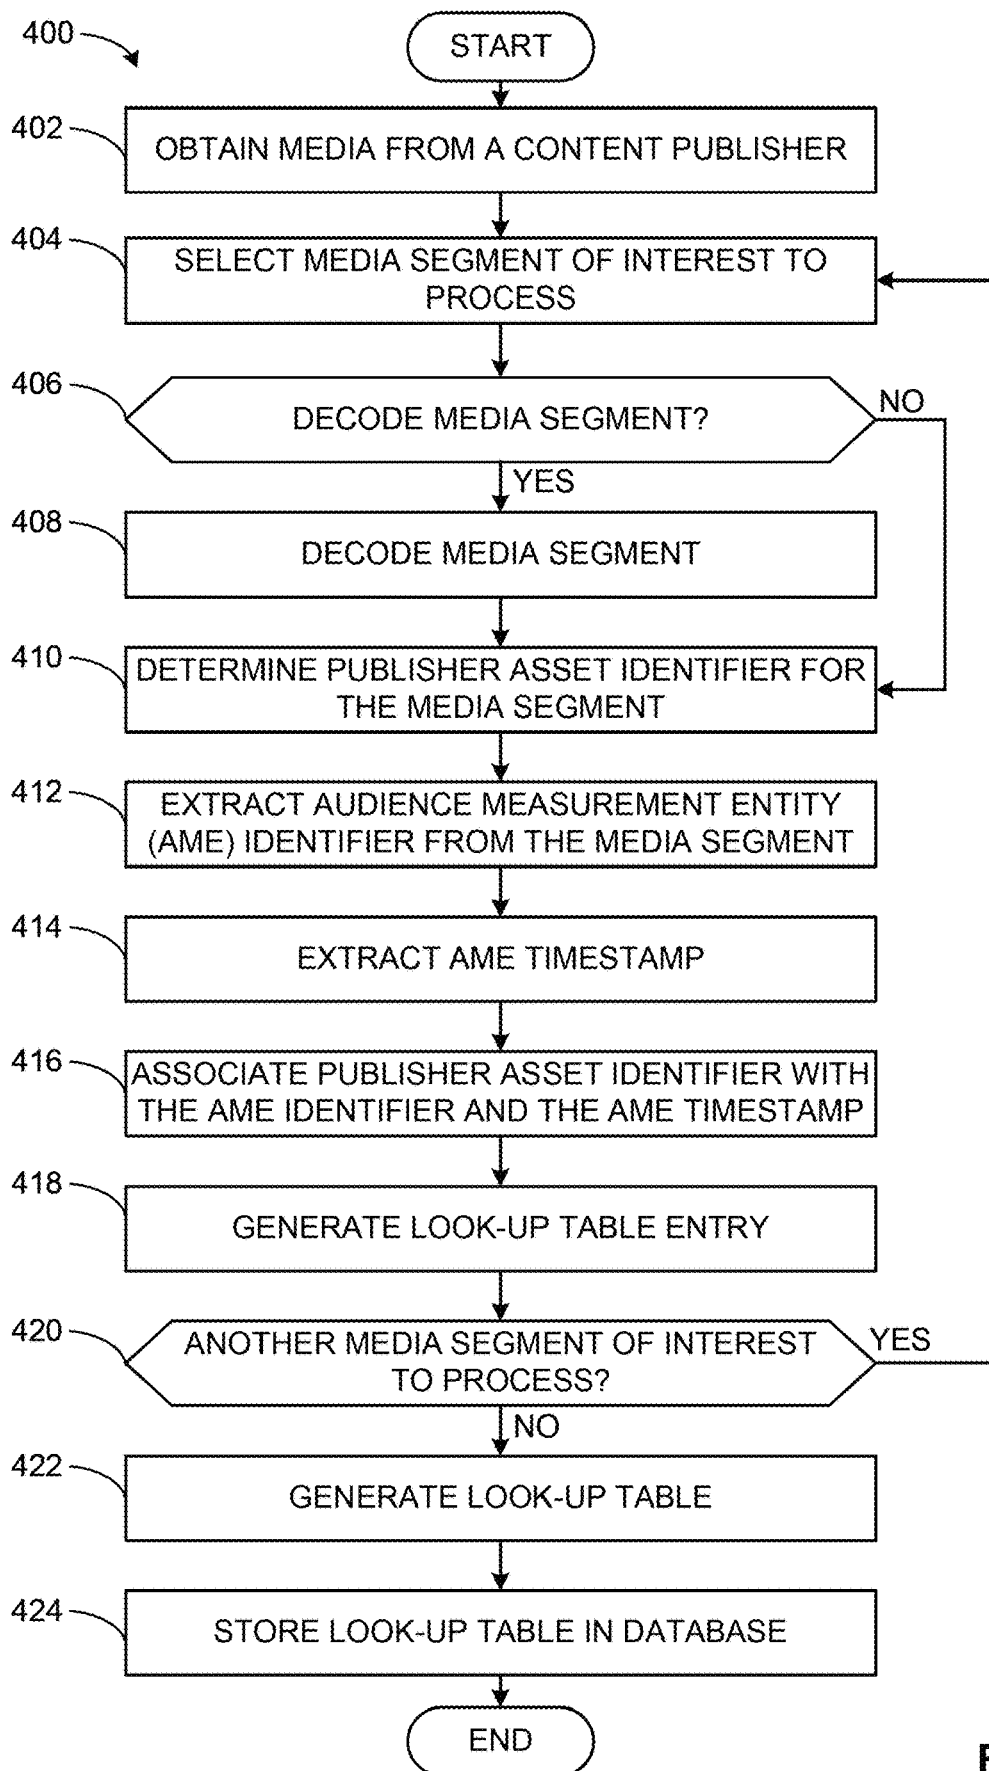 400
START
402
OBTAIN MEDIA FROM A CONTENT PUBLISHER
404
SELECT MEDIA SEGMENT OF INTEREST TO
PROCESS
406
DECODE MEDIA SEGMENT?
NO
YES
408
DECODE MEDIA SEGMENT
410
DETERMINE PUBLISHER ASSET IDENTIFIER FOR
THE MEDIA SEGMENT
412
EXTRACT AUDIENCE MEASUREMENT ENTITY
(AME) IDENTIFIER FROM THE MEDIA SEGMENT
414
EXTRACT AME TIMESTAMP
416
ASSOCIATE PUBLISHER ASSET IDENTIFIER WITH
THE AME IDENTIFIER AND THE AME TIMESTAMP
418
GENERATE LOOK-UP TABLE ENTRY
420
ANOTHER MEDIA SEGMENT OF INTEREST
TO PROCESS?
YES
NO
422
GENERATE LOOK-UP TABLE
424
STORE LOOK-UP TABLE IN DATABASE
END